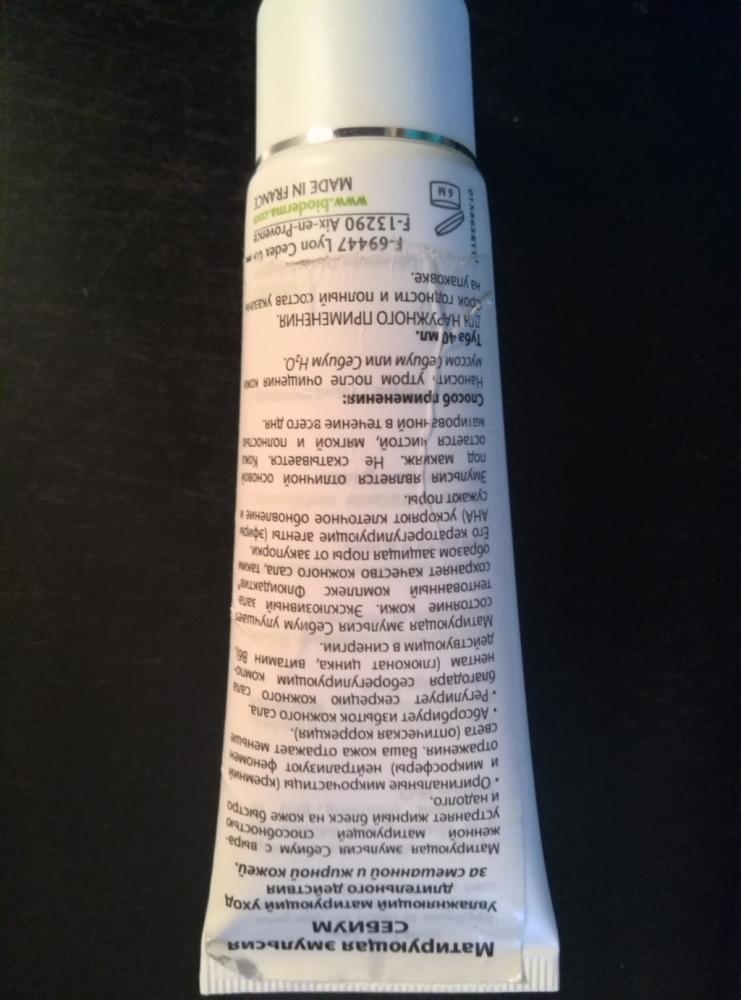 Матирующая эмульсия
СЕБИУМ
Увлажняющий матирующий уход
длительного действия
за смешанной и жирной кожей.
Матирующая эмульсия Себиум с выра-
женной матирующей способностью
устраняет жирный блеск на коже быстро
и надолго.
• Оригинальные микрочастицы (кремний
и микросферы) нейтрализуют феномен
отражения. Ваша кожа отражает меньше
света (оптическая коррекция).
• Абсорбирует избыток кожного сала.
• Регулирует секрецию кожного сала
благодаря себорегулирующим компо-
нентам (глюконат цинка, витамин В6),
действующим в синергии.
Матирующая эмульсия Себиум улучшает
состояние кожи. Эксклюзивный запа-
тентованный комплекс Флюидактив
сохраняет качество кожного сала, таким
образом защищая поры от закупорки.
Его кераторегулирующие агенты (эфиры
АНА) ускоряют клеточное обновление и
сужают поры.
Эмульсия является отличной основой
под макияж. Не скатывается. Кожа
остается чистой, мягкой и полностью
матированной в течение всего дня.
Способ применения:
Наносить утром после очищения кожи
муссом Себиум или Себиум H₂O.
Туба 40 мл.
ДЛЯ НАРУЖНОГО ПРИМЕНЕНИЯ.
Срок годности и полный состав указаны
на упаковке.
F-69447 Lyon Cedex
F-13290 Aix-en-Provence
www.bioderma.com
MADE IN FRANCE
6 M